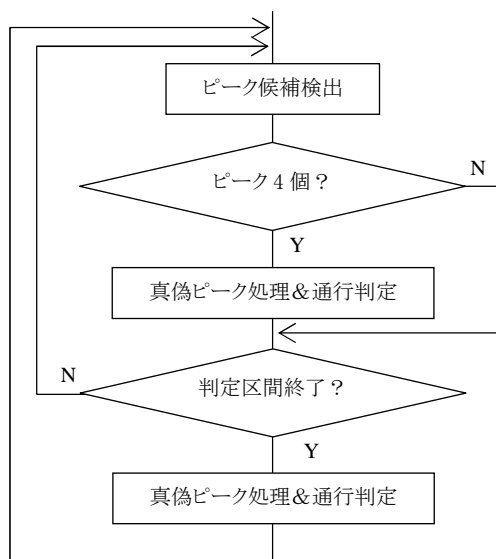 ピーク候補検出
ピーク4個？
N
Y
真偽ピーク処理＆通行判定
N
判定区間終了？
Y
真偽ピーク処理＆通行判定